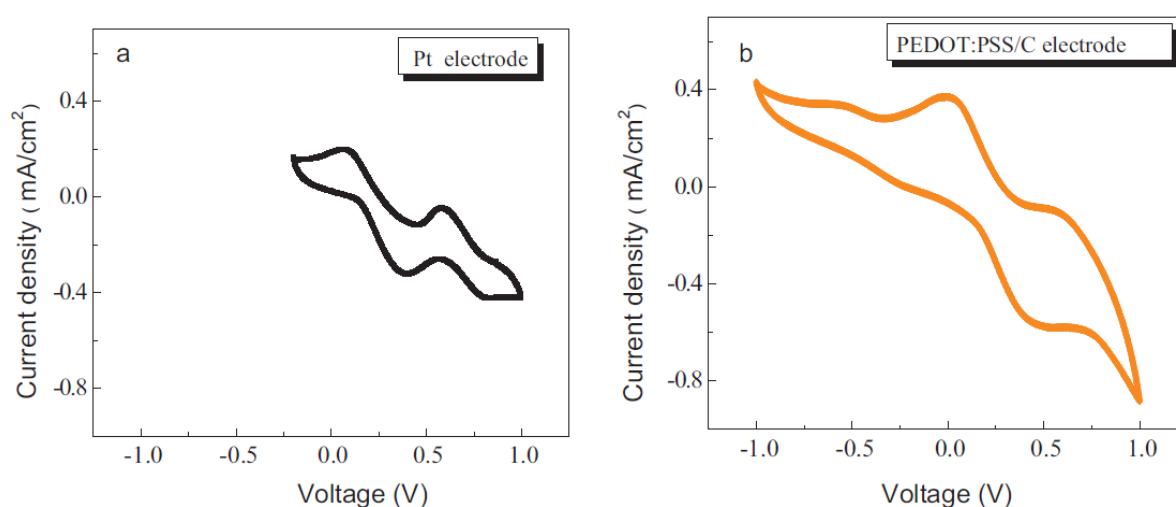 a
Pt electrode
0.4
0.0
-0.4
-0.8
Current density ( mA/cm²)
-1.0 -0.5 0.0 0.5 1.0
Voltage (V)
b
PEDOT:PSS/C electrode
0.4
0.0
-0.4
-0.8
Current density ( mA/cm²)
-1.0 -0.5 0.0 0.5 1.0
Voltage (V)